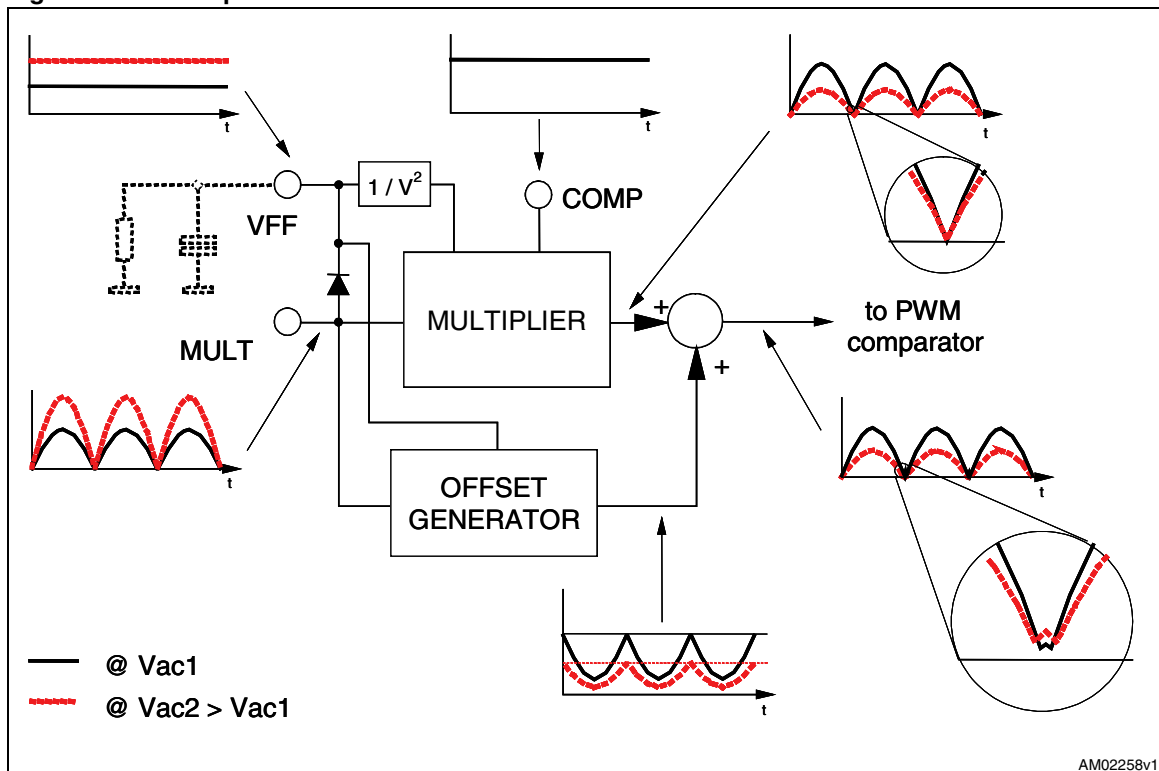 t
t
t
1 / V²
COMP
VFF
MULTIPLIER
+
to PWM
comparator
MULT
+
t
t
OFFSET
GENERATOR
@ Vac1
@ Vac2 > Vac1
t
AM02258v1